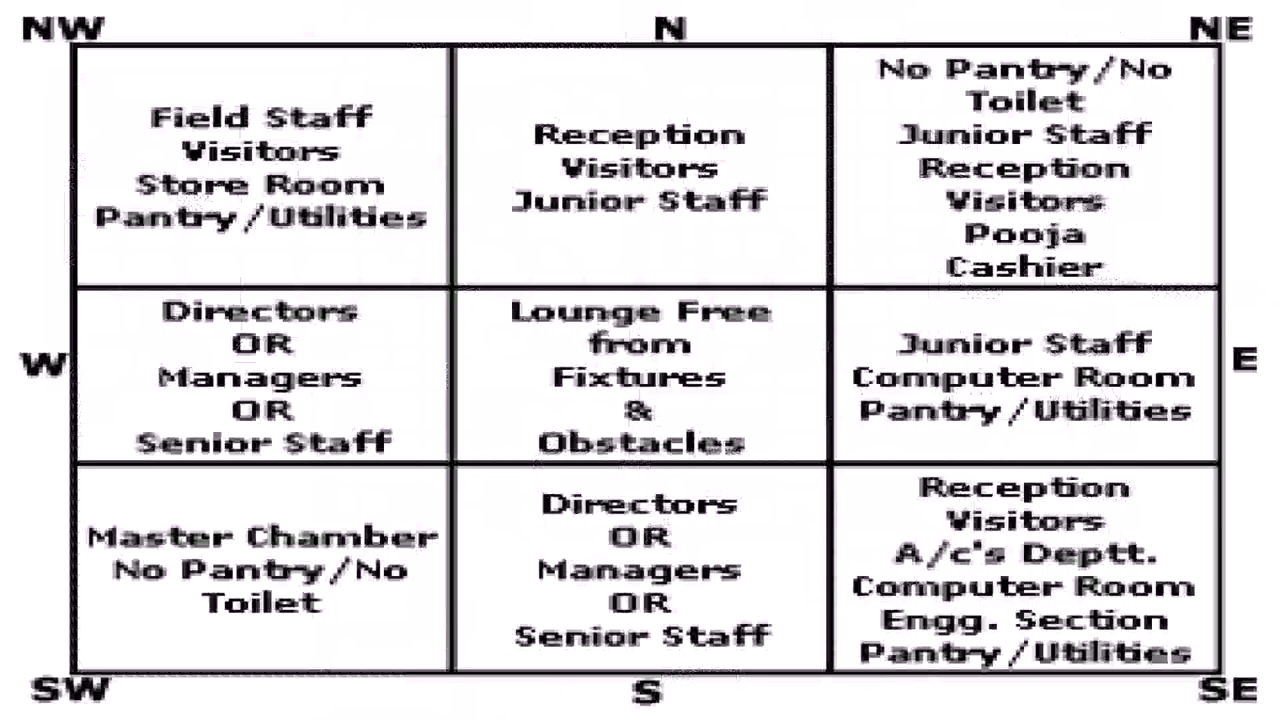 NW N NE
Field Staff
Visitors
Store Room
Pantry/Utilities
Reception
Visitors
Junior Staff
No Pantry/No
Toilet
Junior Staff
Reception
Visitors
Pooja
Cashier
W
Directors
OR
Managers
OR
Senior Staff
Lounge Free
from
Fixtures
&
Obstacles
Junior Staff
Computer Room
Pantry/Utilities
E
Master Chamber
No Pantry/No
Toilet
Directors
OR
Managers
OR
Senior Staff
Reception
Visitors
A/c's Deptt.
Computer Room
Engg. Section
Pantry/Utilities
SW S SE